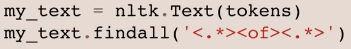 my_text = nltk.Text(tokens)
my_text.findall('<.*><of><.*>')